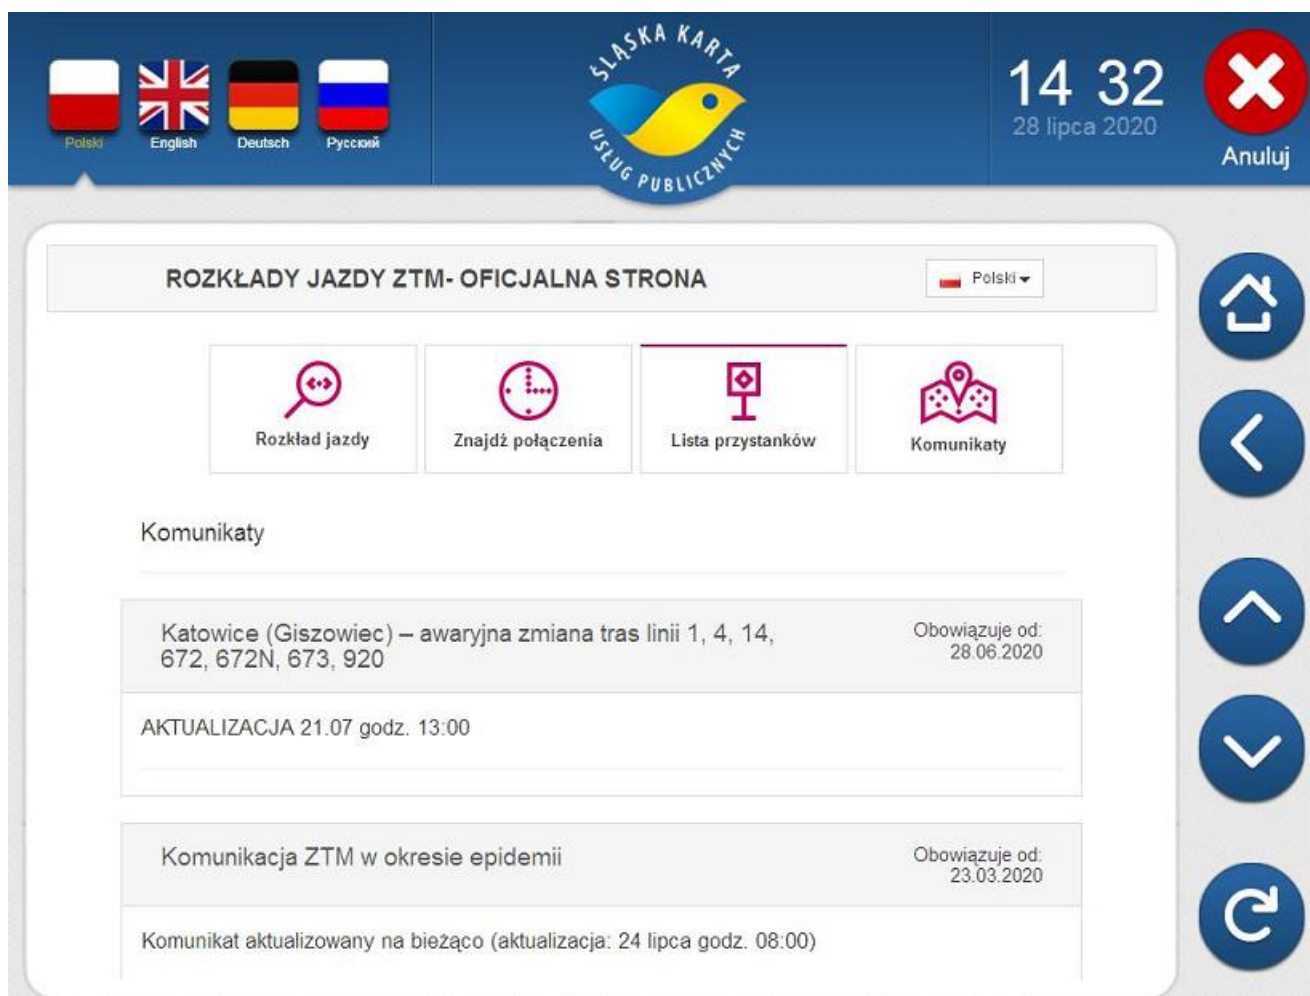 Polski
English
Deutsch
Русский
ŚLĄSKA KARTA
USŁUG PUBLICZNYCH
14 32
28 lipca 2020
Anuluj
ROZKŁADY JAZDY ZTM- OFICJALNA STRONA
Polski
Rozkład jazdy
Znajdź połączenia
Lista przystanków
Komunikaty
Komunikaty
Katowice (Giszowiec) – awaryjna zmiana tras linii 1, 4, 14,
672, 672N, 673, 920
Obowiązuje od:
28.06.2020
AKTUALIZACJA 21.07 godz. 13:00
Komunikacja ZTM w okresie epidemii
Obowiązuje od:
23.03.2020
Komunikat aktualizowany na bieżąco (aktualizacja: 24 lipca godz. 08:00)